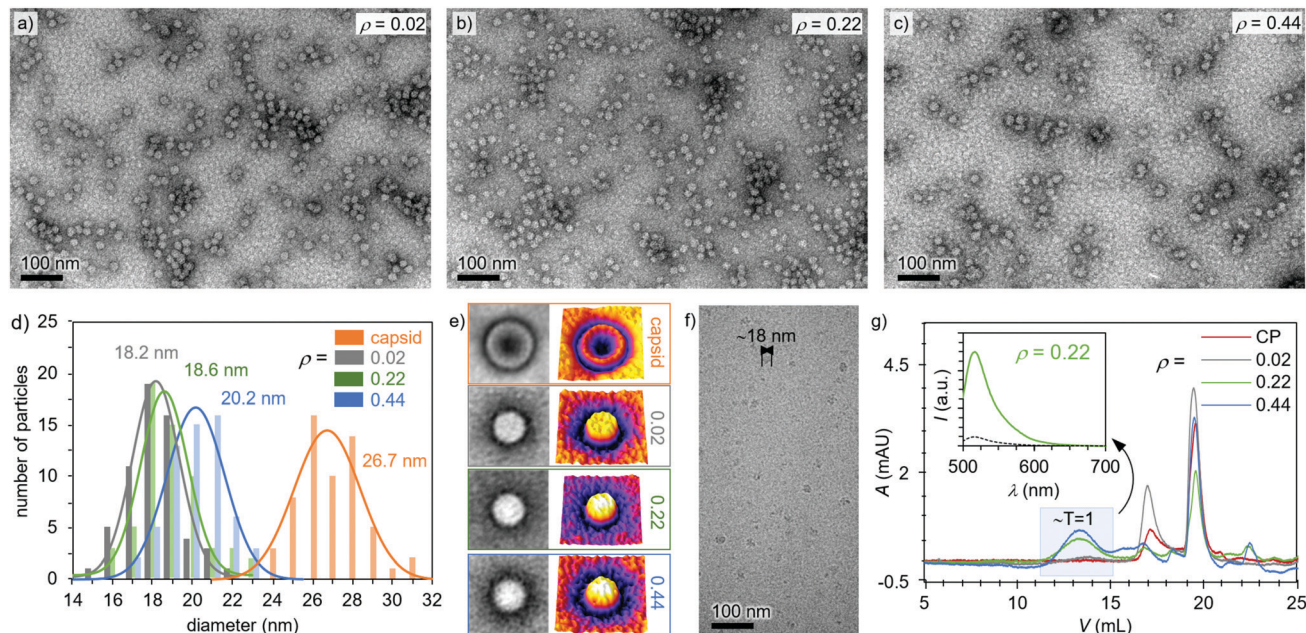 a)
ρ = 0.02
100 nm
b)
ρ = 0.22
100 nm
c)
ρ = 0.44
100 nm
d)
25
20
15
10
5
0
number of particles
14 16 18 20 22 24 26 28 30 32
diameter (nm)
18.2 nm
18.6 nm
20.2 nm
26.7 nm
capsid
ρ =
0.02
0.22
0.44
e)
capsid
0.02
0.22
0.44
f)
~18 nm
100 nm
g)
4.5
2
-0.5
A (mAU)
5 10 15 20 25
V (mL)
I (a.u.)
ρ = 0.22
500 600 700
λ (nm)
~T=1
CP
ρ =
0.02
0.22
0.44